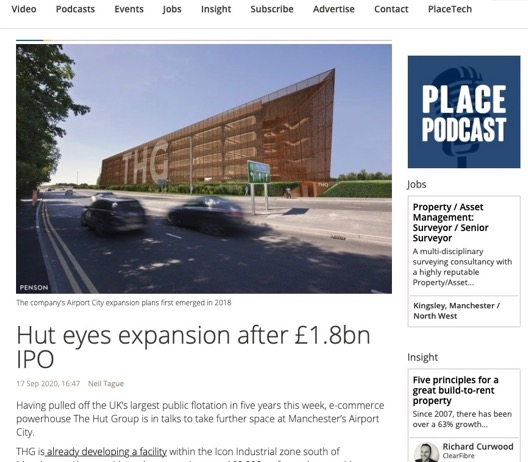 Video Podcasts Events Jobs Insight Subscribe Advertise Contact PlaceTech
THG
THG
PENSON
The company's Airport City expansion plans first emerged in 2018
Hut eyes expansion after £1.8bn
IPO
17 Sep 2020, 16:47 Neil Tague
Having pulled off the UK's largest public flotation in five years this week, e-commerce
powerhouse The Hut Group is in talks to take further space at Manchester's Airport
City.
THG is already developing a facility within the Icon Industrial zone south of
PLACE
PODCAST
Jobs
Property / Asset
Management:
Surveyor / Senior
Surveyor
A multi-disciplinary
surveying consultancy with
a highly reputable
Property/Asset...
Kingsley, Manchester /
North West
Insight
Five principles for a
great build-to-rent
property
Since 2007, there has been
over a 63% growth...
Richard Curwood
ClearFibre